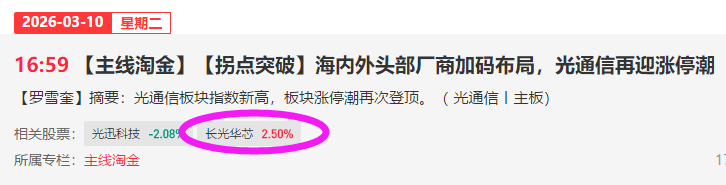 2026-03-10 星期二
16:59 【主线淘金】【拐点突破】海内外头部厂商加码布局，光通信再迎涨停潮
【罗雪奎】摘要：光通信板块指数新高，板块涨停潮再次登顶。（光通信丨主板）
相关股票： 光迅科技 -2.08% 长光华芯 2.50%
所属专栏：主线淘金 17